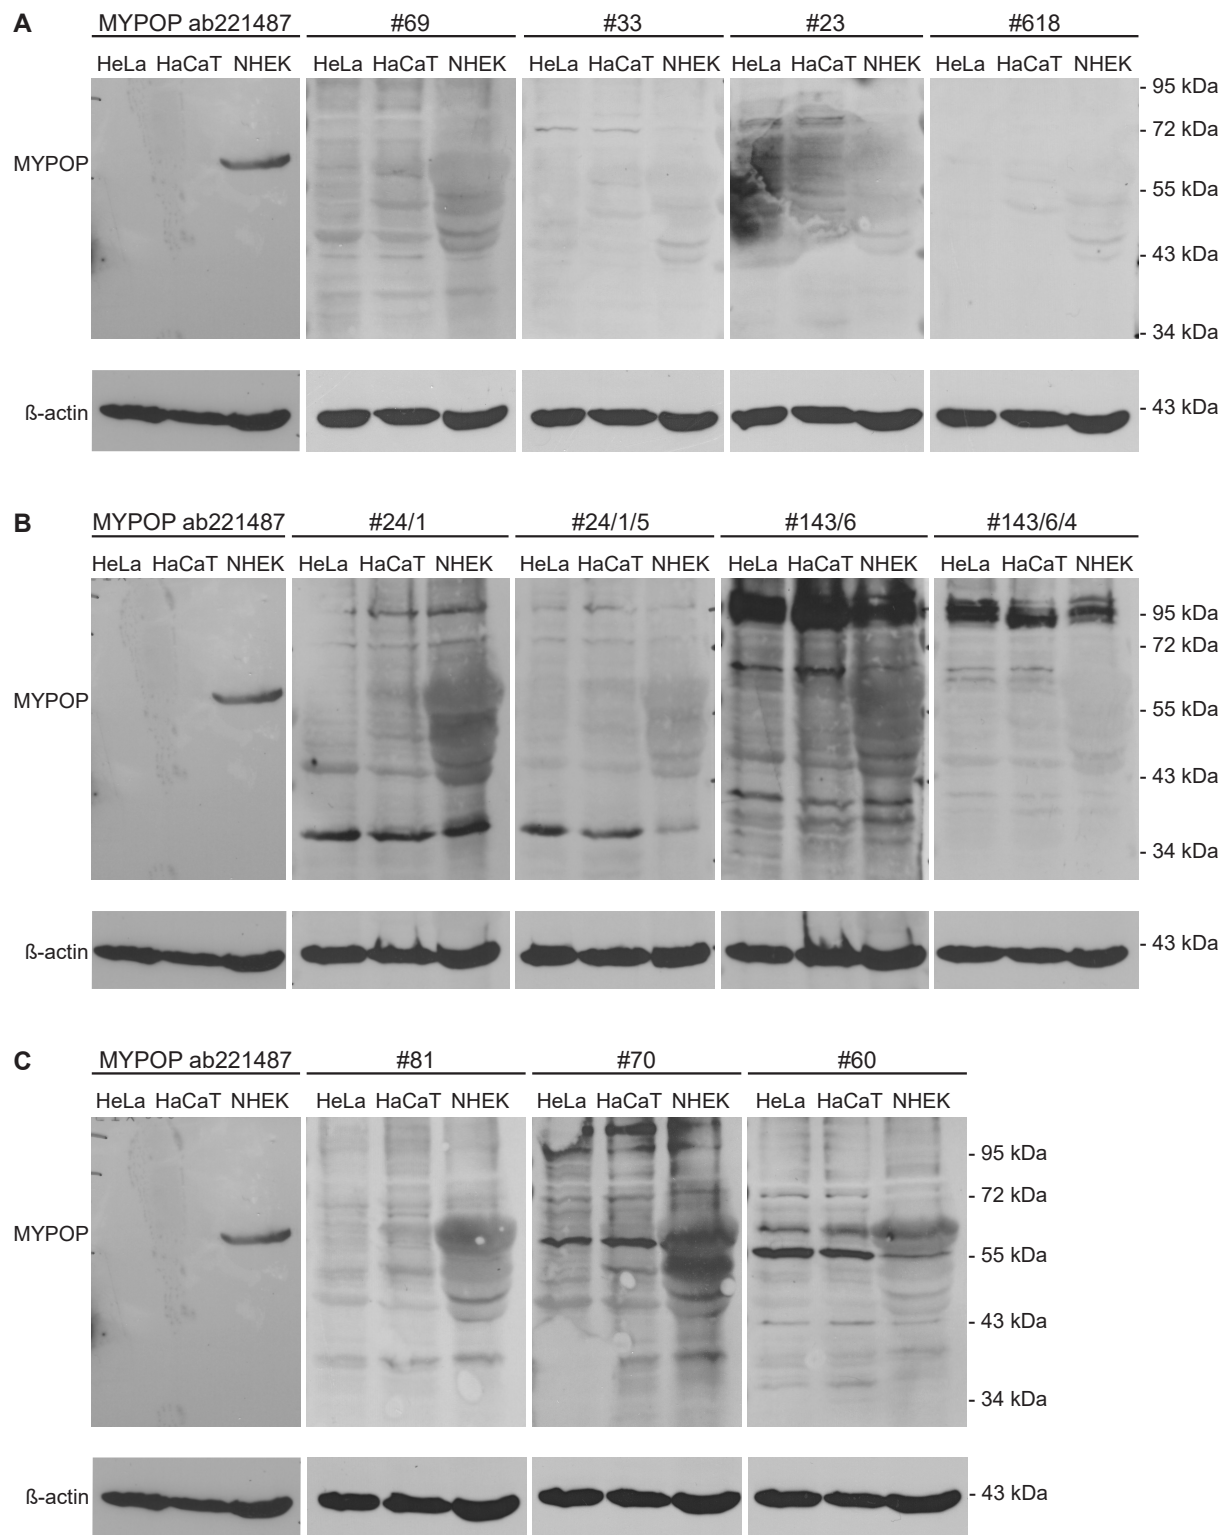 A MYPOP ab221487 #69 #33 #23 #618
HeLa HaCaT NHEK HeLa HaCaT NHEK HeLa HaCaT NHEK HeLa HaCaT NHEK HeLa HaCaT NHEK
- 95 kDa
- 72 kDa
MYPOP
- 55 kDa
- 43 kDa
- 34 kDa
ß-actin - 43 kDa
B MYPOP ab221487 #24/1 #24/1/5 #143/6 #143/6/4
HeLa HaCaT NHEK HeLa HaCaT NHEK HeLa HaCaT NHEK HeLa HaCaT NHEK HeLa HaCaT NHEK
- 95 kDa
- 72 kDa
MYPOP
- 55 kDa
- 43 kDa
- 34 kDa
ß-actin - 43 kDa
C MYPOP ab221487 #81 #70 #60
HeLa HaCaT NHEK HeLa HaCaT NHEK HeLa HaCaT NHEK HeLa HaCaT NHEK
- 95 kDa
- 72 kDa
MYPOP
- 55 kDa
- 43 kDa
- 34 kDa
ß-actin - 43 kDa